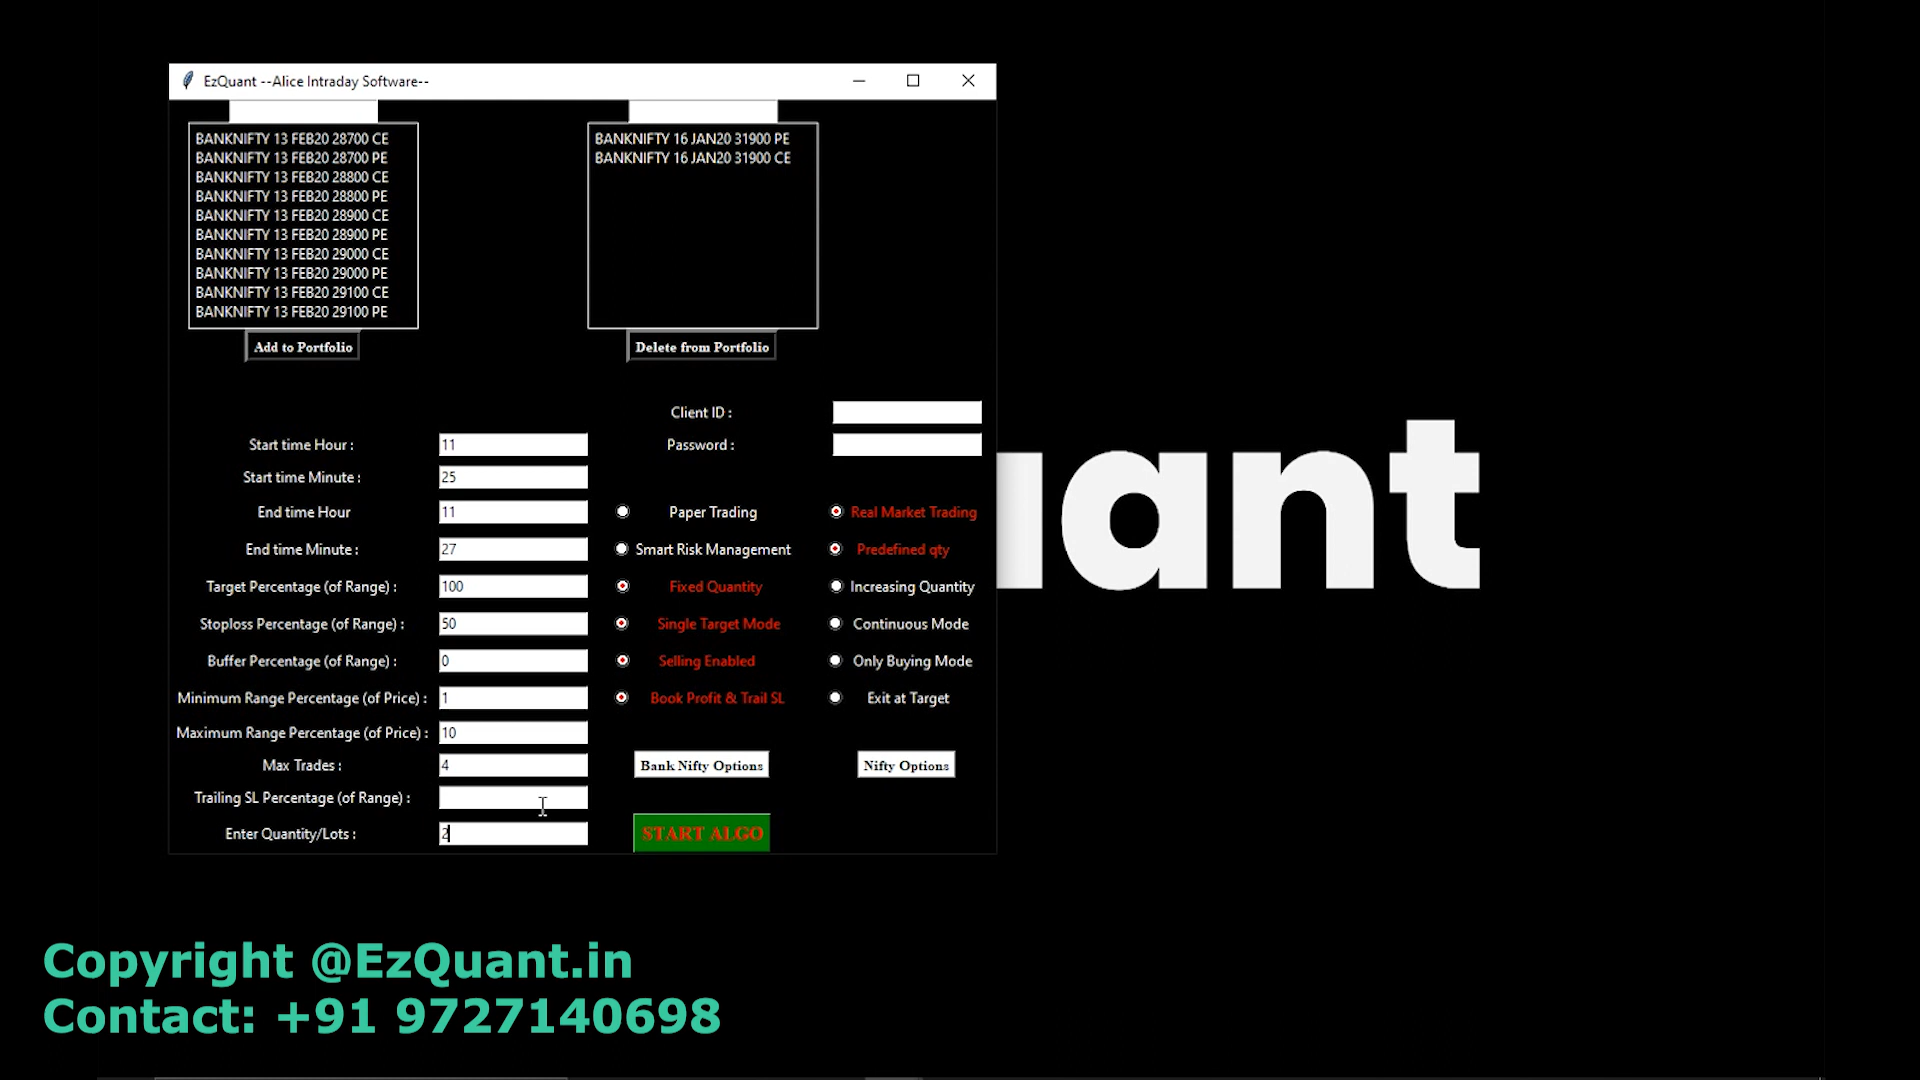 EzQuant --Alice Intraday Software--
BANKNIFTY 13 FEB20 28700 CE
BANKNIFTY 13 FEB20 28700 PE
BANKNIFTY 13 FEB20 28800 CE
BANKNIFTY 13 FEB20 28800 PE
BANKNIFTY 13 FEB20 28900 CE
BANKNIFTY 13 FEB20 28900 PE
BANKNIFTY 13 FEB20 29000 CE
BANKNIFTY 13 FEB20 29000 PE
BANKNIFTY 13 FEB20 29100 CE
BANKNIFTY 13 FEB20 29100 PE
Add to Portfolio
BANKNIFTY 16 JAN20 31900 PE
BANKNIFTY 16 JAN20 31900 CE
Delete from Portfolio
Client ID :
Start time Hour : 11 Password :
Start time Minute : 25
End time Hour 11 Paper Trading Real Market Trading
End time Minute : 27 Smart Risk Management Predefined qty
Target Percentage (of Range) : 100 Fixed Quantity Increasing Quantity
Stoploss Percentage (of Range) : 50 Single Target Mode Continuous Mode
Buffer Percentage (of Range) : 0 Selling Enabled Only Buying Mode
Minimum Range Percentage (of Price) : 1 Book Profit & Trail SL Exit at Target
Maximum Range Percentage (of Price) : 10
Max Trades : 4 Bank Nifty Options Nifty Options
Trailing SL Percentage (of Range) :
Enter Quantity/Lots : 2 START ALGO
uant
Copyright @EzQuant.in
Contact: +91 9727140698